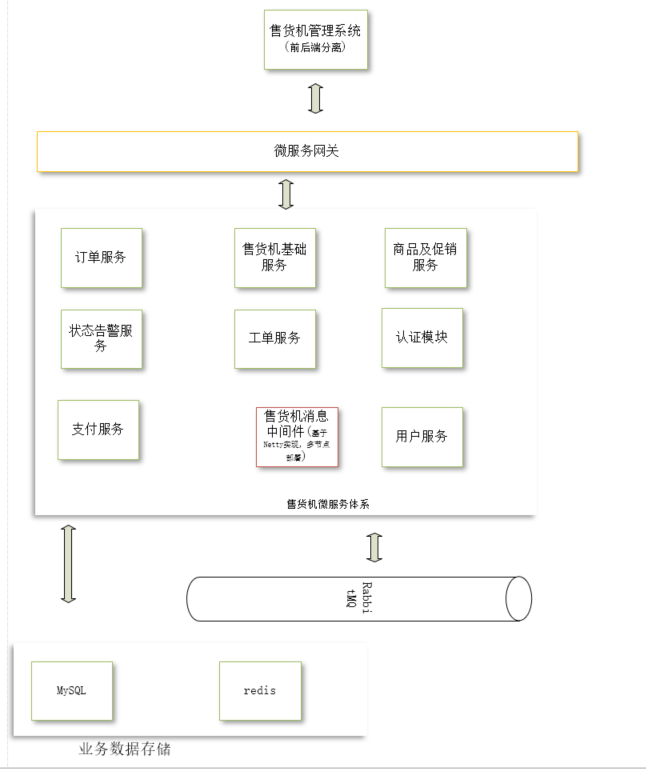 售货机管理系统
(前后端分离)
微服务网关
订单服务
售货机基础
服务
商品及促销
服务
状态告警服
务
工单服务
认证模块
支付服务
售货机消息
中间件(基于
Netty实现，多节点
部署)
用户服务
售货机微服务体系
Rabbi
tMQ
MySQL
redis
业务数据存储